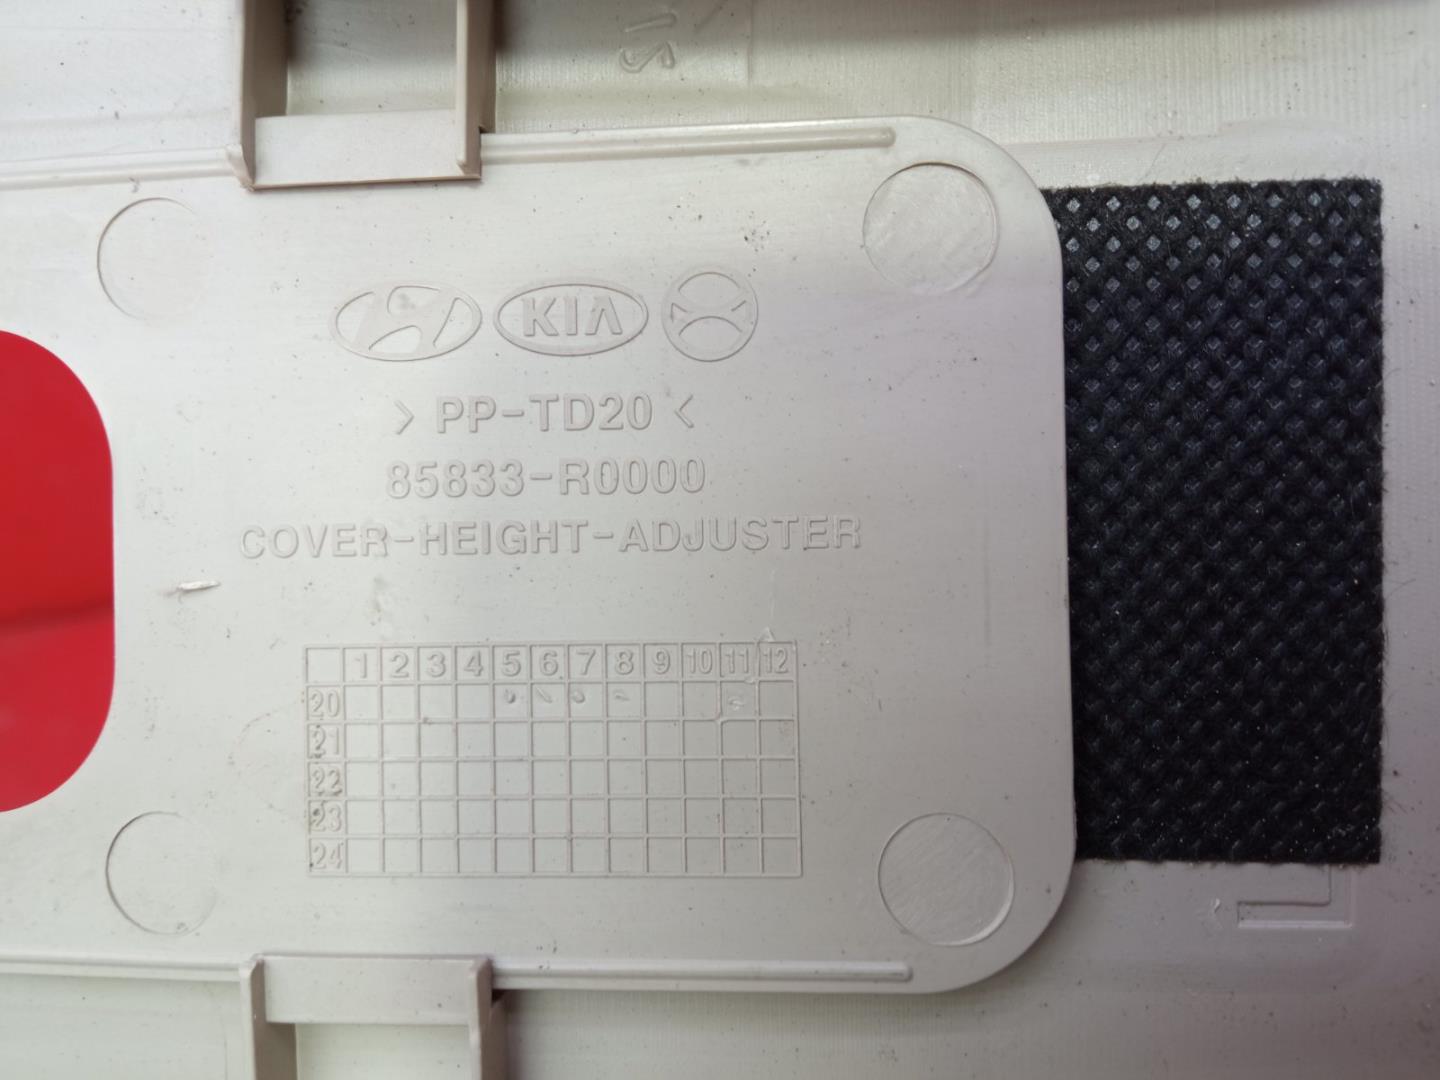 KIA
> PP-TD20 <
85833-R0000
COVER-HEIGHT-ADJUSTER
1 2 3 4 5 6 7 8 9 10 11 12
20
21
22
23
24